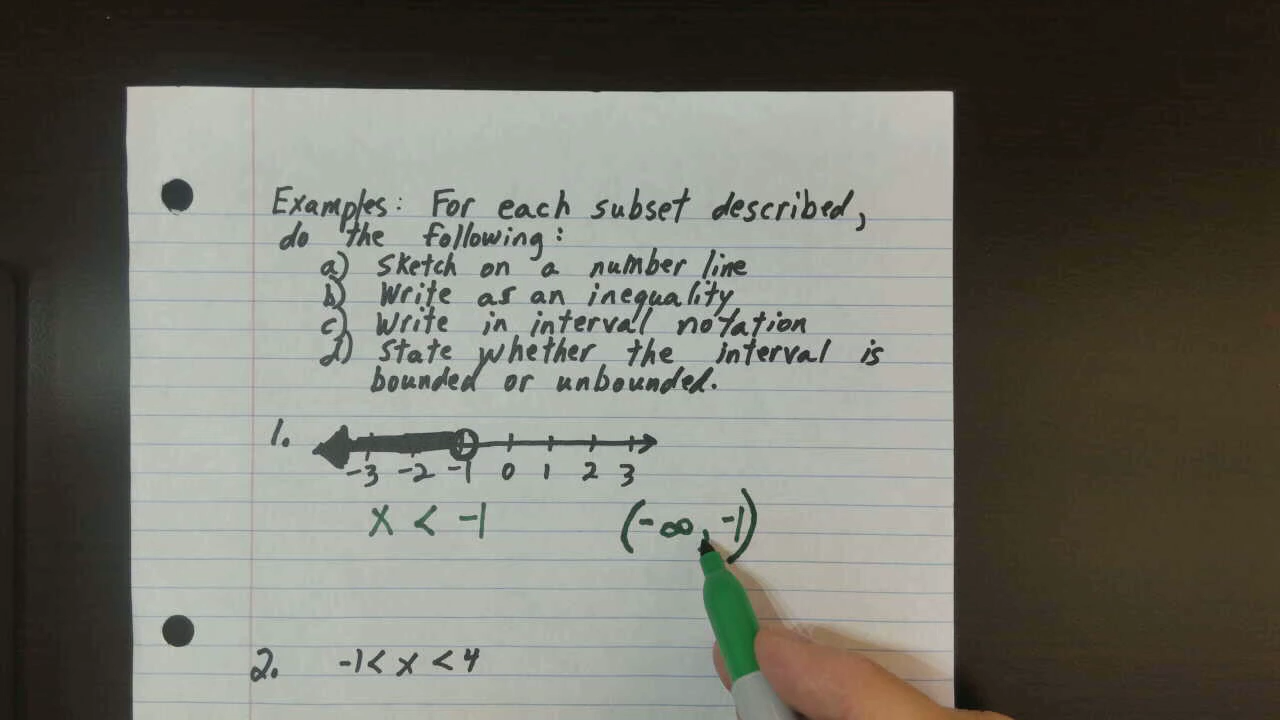 Examples: For each subset described,
do the following:
a) Sketch on a number line
b) Write as an inequality
c) Write in interval notation
d) State whether the interval is
bounded or unbounded.
1.
-3 -2 -1 0 1 2 3
x < -1 (-∞, -1)
2. -1 < x < 4